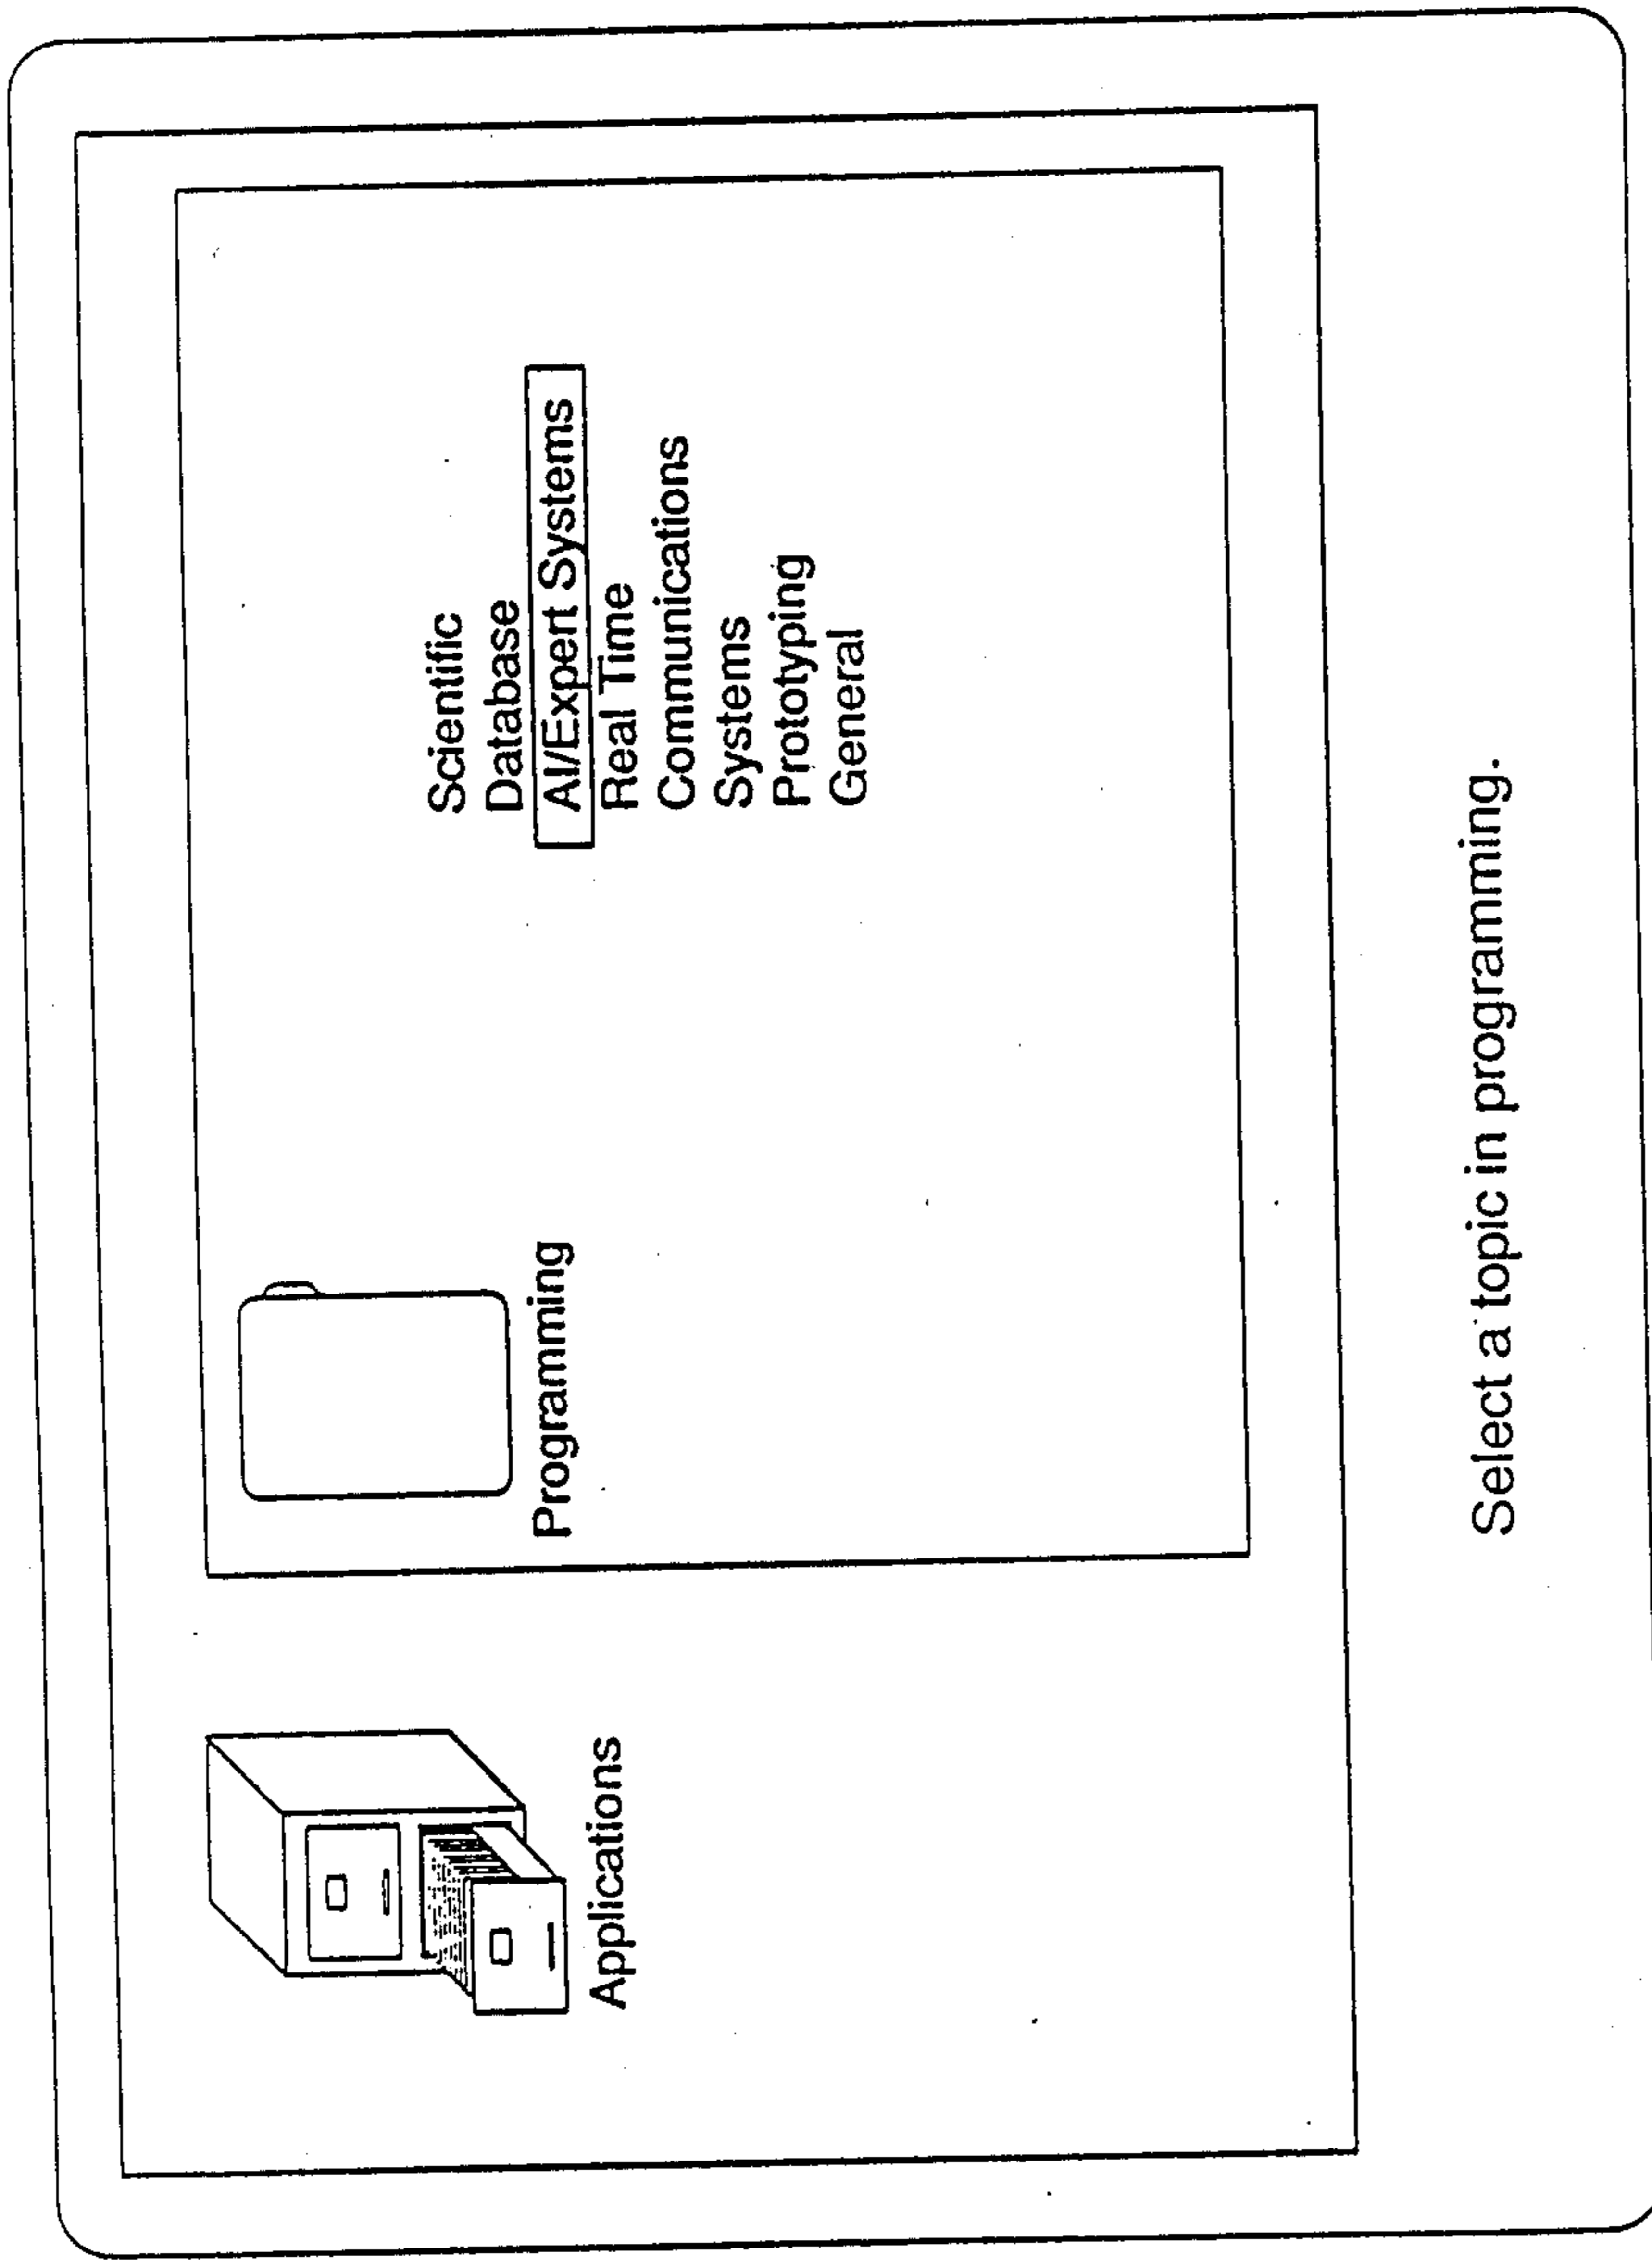 Applications
Programming
Scientific
Database
AI/Expert Systems
Real Time
Communications
Systems
Prototyping
General
Select a topic in programming.